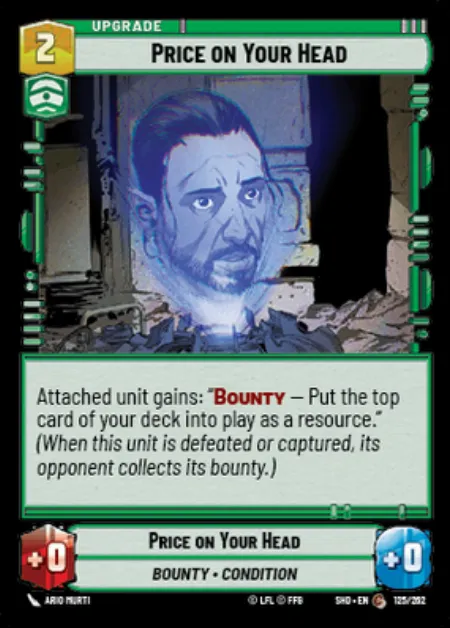 UPGRADE
2
PRICE ON YOUR HEAD
Attached unit gains: “BOUNTY — Put the top
card of your deck into play as a resource.”
(When this unit is defeated or captured, its
opponent collects its bounty.)
+0
PRICE ON YOUR HEAD
+0
BOUNTY • CONDITION
ARIO MURTI
© LFL © FFG
SHD • EN
125/262